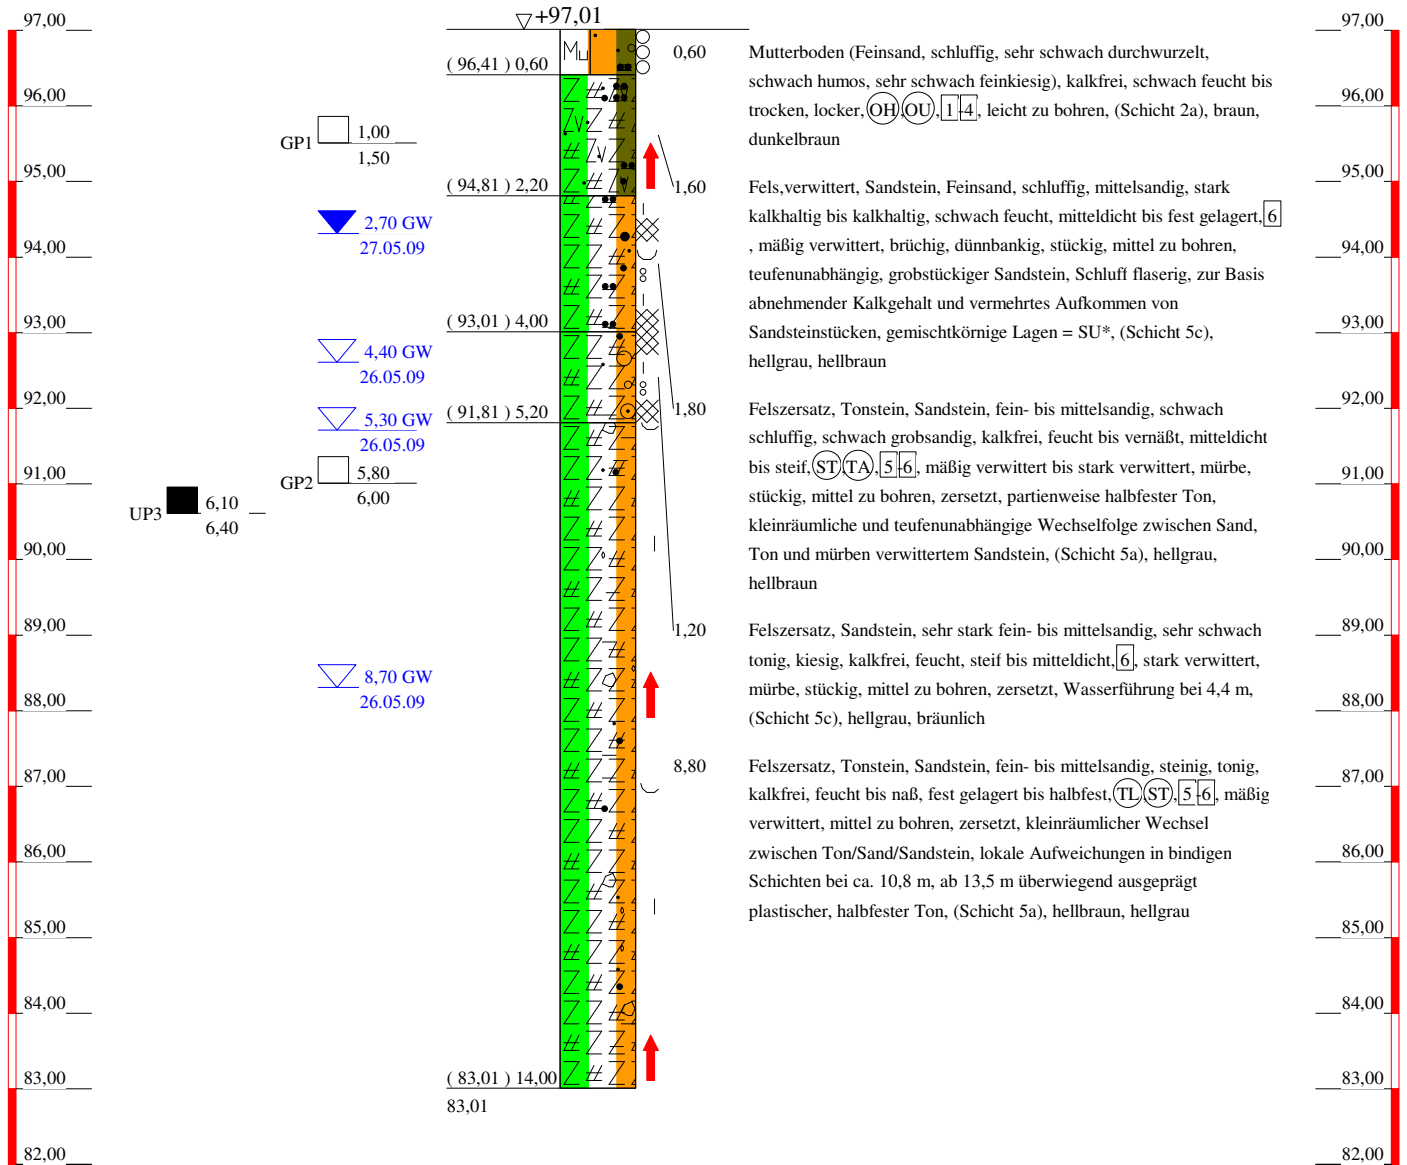 +97,01
97,00
96,00
95,00
94,00
93,00
92,00
91,00
90,00
89,00
88,00
87,00
86,00
85,00
84,00
83,00
82,00
UP3 6,10
6,40
GP1 1,00
1,50
2,70 GW
27.05.09
4,40 GW
26.05.09
5,30 GW
26.05.09
GP2 5,80
6,00
8,70 GW
26.05.09
Mu
( 96,41 ) 0,60
( 94,81 ) 2,20
( 93,01 ) 4,00
( 91,81 ) 5,20
( 83,01 ) 14,00
83,01
0,60
Mutterboden (Feinsand, schluffig, sehr schwach durchwurzelt,
schwach humos, sehr schwach feinkiesig), kalkfrei, schwach feucht bis
trocken, locker, OH, OU, 1-4, leicht zu bohren, (Schicht 2a), braun,
dunkelbraun
1,60
Fels,verwittert, Sandstein, Feinsand, schluffig, mittelsandig, stark
kalkhaltig bis kalkhaltig, schwach feucht, mitteldicht bis fest gelagert, 6
, mäßig verwittert, brüchig, dünnbankig, stückig, mittel zu bohren,
teufenunabhängig, grobstückiger Sandstein, Schluff flaserig, zur Basis
abnehmender Kalkgehalt und vermehrtes Aufkommen von
Sandsteinstücken, gemischtkörnige Lagen = SU*, (Schicht 5c),
hellgrau, hellbraun
1,80
Felszersatz, Tonstein, Sandstein, fein- bis mittelsandig, schwach
schluffig, schwach grobsandig, kalkfrei, feucht bis vernäßt, mitteldicht
bis steif, ST, TA, 5-6, mäßig verwittert bis stark verwittert, mürbe,
stückig, mittel zu bohren, zersetzt, partienweise halbfester Ton,
kleinräumliche und teufenunabhängige Wechselfolge zwischen Sand,
Ton und mürben verwittertem Sandstein, (Schicht 5a), hellgrau,
hellbraun
1,20
Felszersatz, Sandstein, sehr stark fein- bis mittelsandig, sehr schwach
tonig, kiesig, kalkfrei, feucht, steif bis mitteldicht, 6, stark verwittert,
mürbe, stückig, mittel zu bohren, zersetzt, Wasserführung bei 4,4 m,
(Schicht 5c), hellgrau, bräunlich
8,80
Felszersatz, Tonstein, Sandstein, fein- bis mittelsandig, steinig, tonig,
kalkfrei, feucht bis naß, fest gelagert bis halbfest, TL, ST, 5-6, mäßig
verwittert, mittel zu bohren, zersetzt, kleinräumlicher Wechsel
zwischen Ton/Sand/Sandstein, lokale Aufweichungen in bindigen
Schichten bei ca. 10,8 m, ab 13,5 m überwiegend ausgeprägt
plastischer, halbfester Ton, (Schicht 5a), hellbraun, hellgrau
97,00
96,00
95,00
94,00
93,00
92,00
91,00
90,00
89,00
88,00
87,00
86,00
85,00
84,00
83,00
82,00